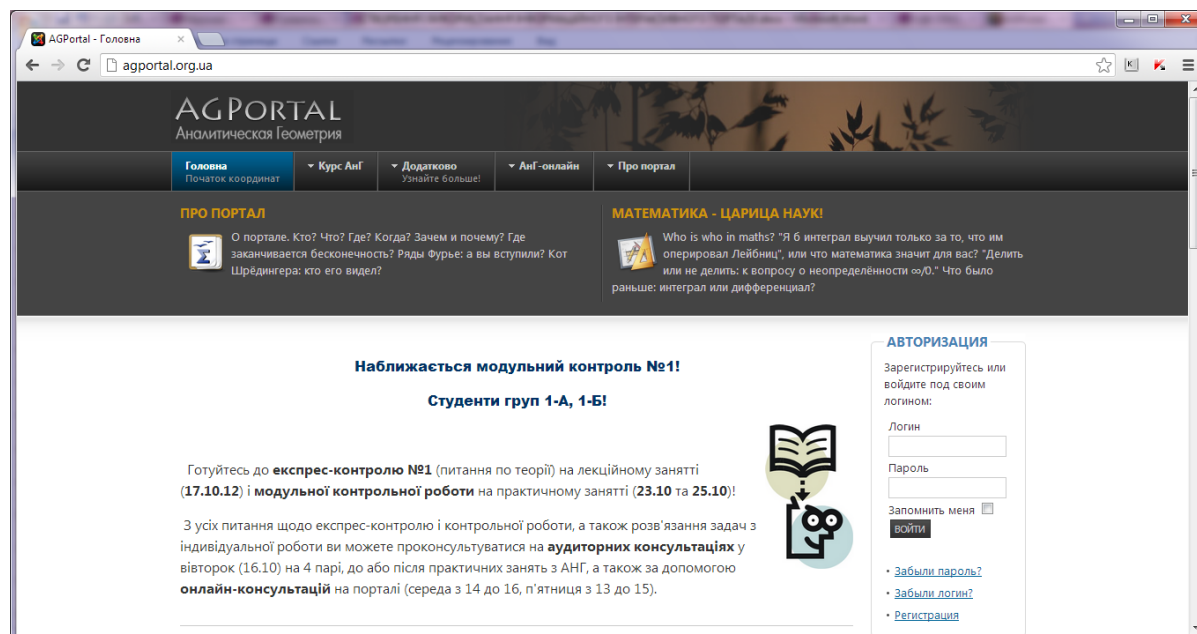 AGPortal - Головна
agportal.org.ua
AGPORTAL
Аналитическая Геометрия
Головна
Початок координат
Курс АнГ
Додатково
Узнайте больше!
АнГ-онлайн
Про портал
ПРО ПОРТАЛ
О портале. Кто? Что? Где? Когда? Зачем и почему? Где
заканчивается бесконечность? Ряды Фурье: а вы вступили? Кот
Шрёдингера: кто его видел?
МАТЕМАТИКА - ЦАРИЦА НАУК!
Who is who in maths? "Я б интеграл выучил только за то, что им
оперировал Лейбниц", или что математика значит для вас? "Делить
или не делить: к вопросу о неопределённости ∞/0." Что было
раньше: интеграл или дифференциал?
Наближається модульний контроль №1!
Студенти груп 1-А, 1-Б!
Готуйтесь до експрес-контролю №1 (питання по теорії) на лекційному занятті
(17.10.12) і модульної контрольної роботи на практичному занятті (23.10 та 25.10)!
З усіх питання щодо експрес-контролю і контрольної роботи, а також розв'язання задач з
індивідуальної роботи ви можете проконсультуватися на аудиторних консультаціях у
вівторок (16.10) на 4 парі, до або після практичних занять з АНГ, а також за допомогою
онлайн-консультацій на порталі (середа з 14 до 16, п'ятниця з 13 до 15).
АВТОРИЗАЦИЯ
Зарегистрируйтесь или
войдите под своим
логином:
Логин
Пароль
Запомнить меня
ВОЙТИ
Забыли пароль?
Забыли логин?
Регистрация